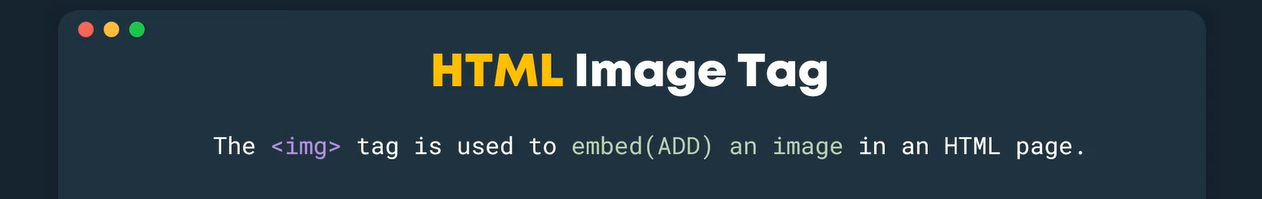 HTML Image Tag
The <img> tag is used to embed(ADD) an image in an HTML page.